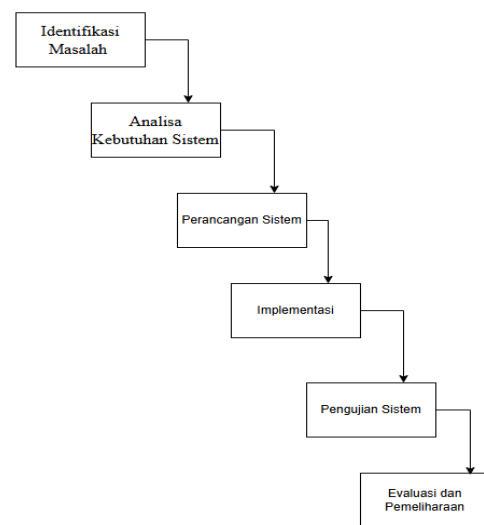 Identifikasi
Masalah
Analisa
Kebutuhan Sistem
Perancangan Sistem
Implementasi
Pengujian Sistem
Evaluasi dan
Pemeliharaan